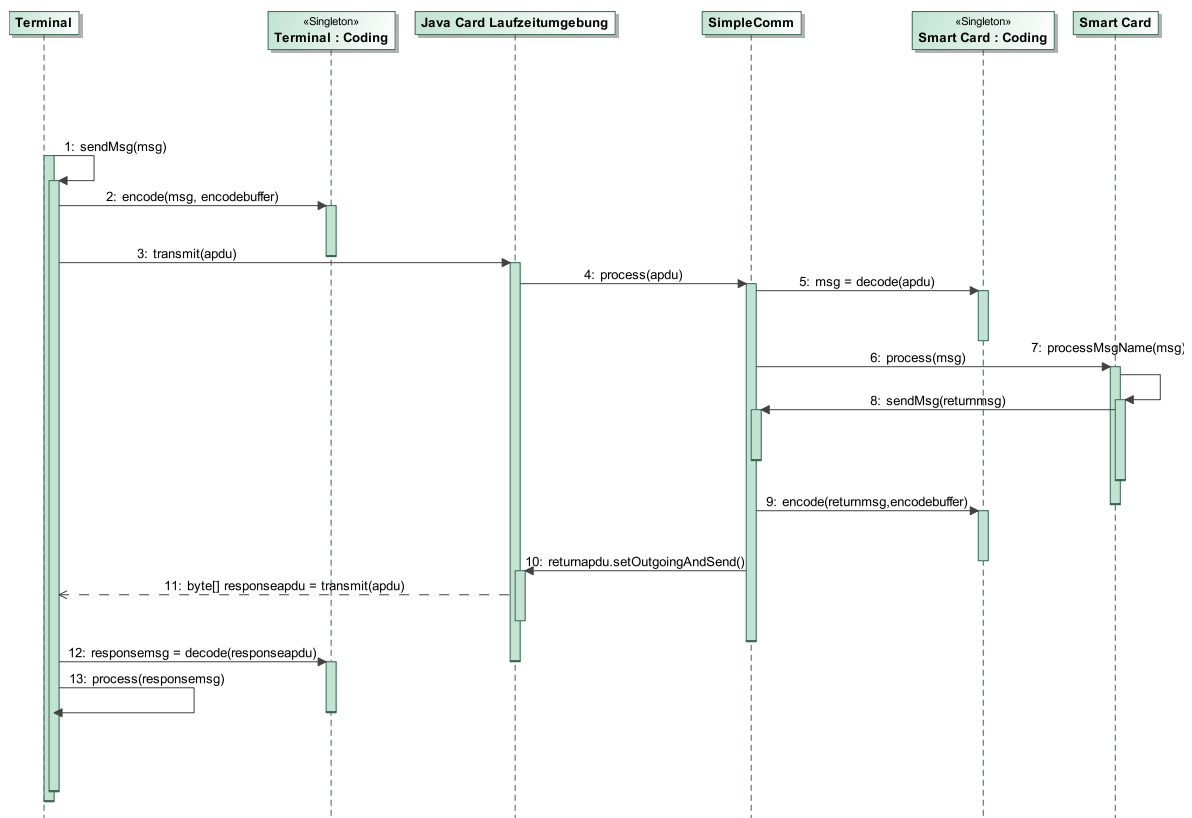 Terminal
«Singleton»
Terminal : Coding
Java Card Laufzeitumgebung
SimpleComm
«Singleton»
Smart Card : Coding
Smart Card
1: sendMsg(msg)
2: encode(msg, encodebuffer)
3: transmit(apdu)
4: process(apdu)
5: msg = decode(apdu)
7: processMsgName(msg)
6: process(msg)
8: sendMsg(returnmsg)
9: encode(returnmsg,encodebuffer)
10: returnapdu.setOutgoingAndSend()
11: byte[] responseapdu = transmit(apdu)
12: responsemsg = decode(responseapdu)
13: process(responsemsg)